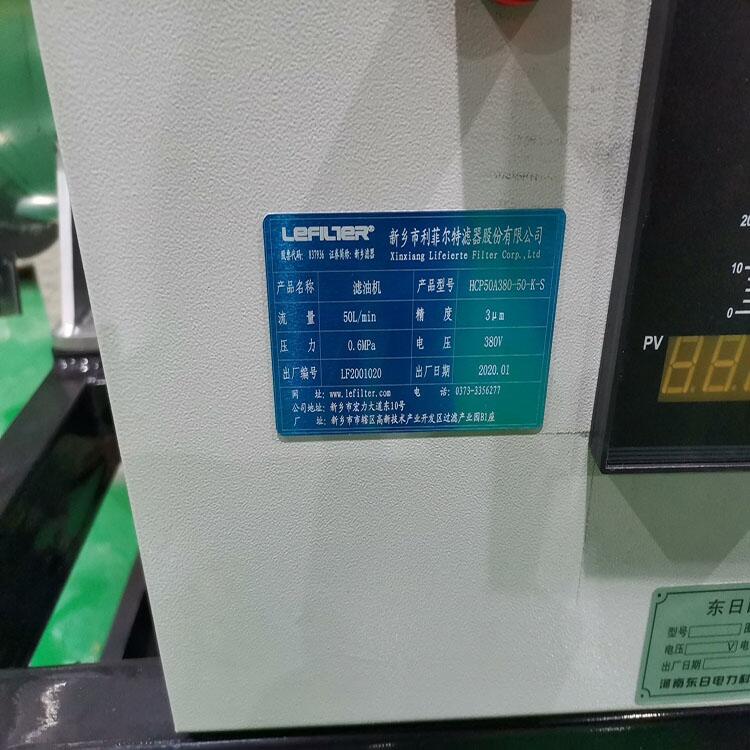 LEFILTER® 新乡市利菲尔特滤器股份有限公司
股票代码: 837936 证券简称: 新乡滤器 Xinxiang Lifeierte Filter Corp.,Ltd
产品名称 滤油机 产品型号 HCP50A380-50-K-S
流量 50L/min 精度 3μm
压力 0.6MPa 电压 380V
出厂编号 LF2001020 出厂日期 2020.01
网址: www.lefilter.com 电话: 0373-3356277
公司地址: 新乡市宏力大道东10号
厂址: 新乡市市辖区高新技术产业开发区过滤产业园B1座
20
10
0
PV
东日
型号
电压 V 电
出厂日期
河南东日电力科